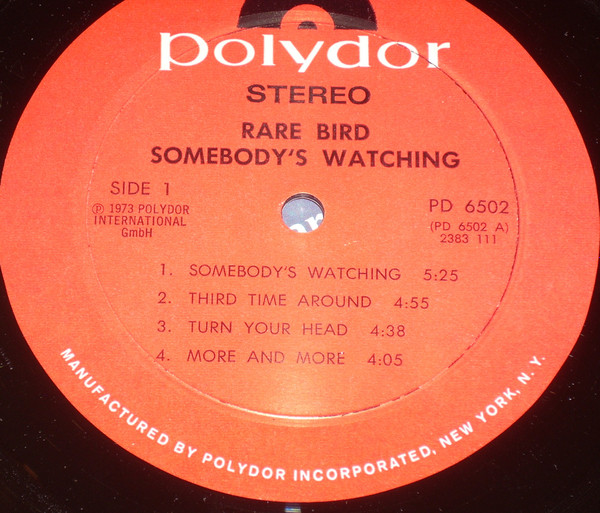 polydor
STEREO
RARE BIRD
SOMEBODY'S WATCHING
SIDE 1
℗ 1973 POLYDOR
INTERNATIONAL
GmbH
PD 6502
(PD 6502 A)
2383 111
1. SOMEBODY'S WATCHING 5:25
2. THIRD TIME AROUND 4:55
3. TURN YOUR HEAD 4:38
4. MORE AND MORE 4:05
MANUFACTURED BY POLYDOR INCORPORATED, NEW YORK, N.Y.